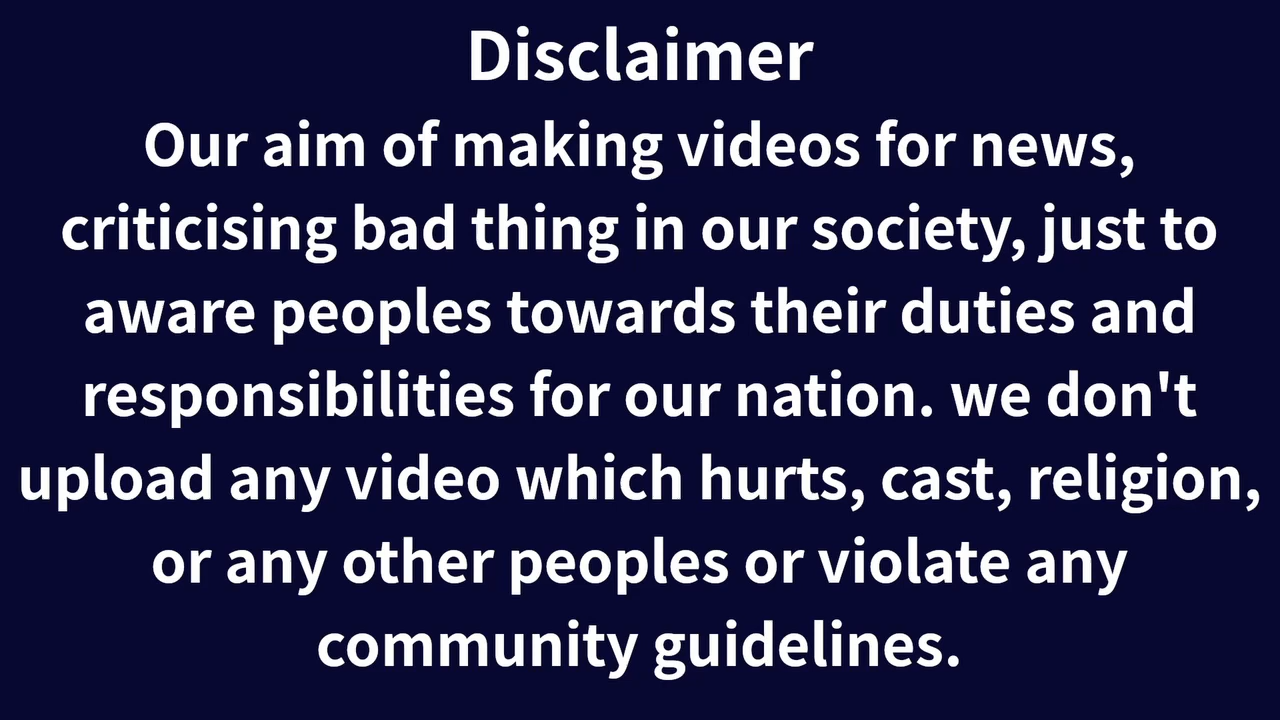 Disclaimer
Our aim of making videos for news,
criticising bad thing in our society, just to
aware peoples towards their duties and
responsibilities for our nation. we don't
upload any video which hurts, cast, religion,
or any other peoples or violate any
community guidelines.